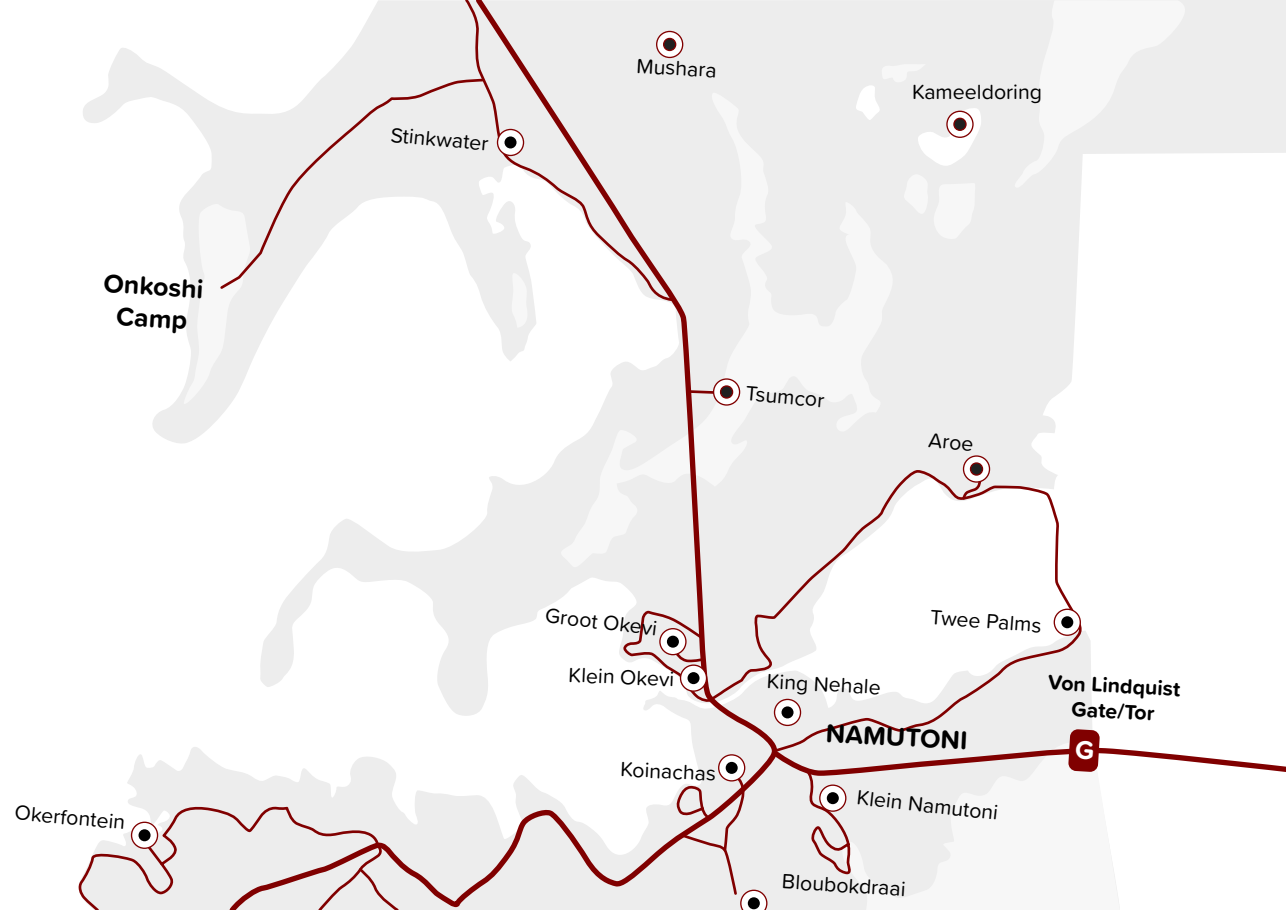 Mushara
Kameeldoring
Stinkwater
Onkoshi
Camp
Tsumcor
Aroe
Groot Okevi
Twee Palms
Klein Okevi
King Nehale
Von Lindquist
Gate/Tor
NAMUTONI
G
Koinachas
Klein Namutoni
Okerfontein
Bloubokdraai